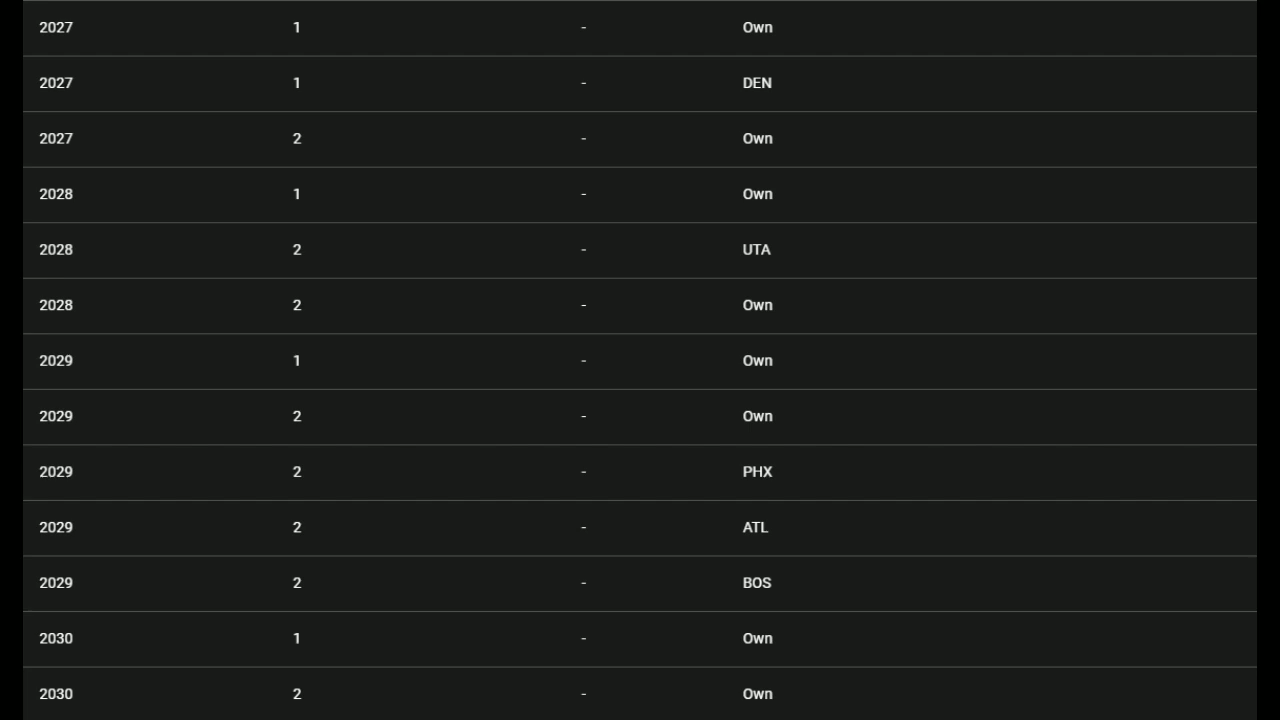 2027 1 - Own
2027 1 - DEN
2027 2 - Own
2028 1 - Own
2028 2 - UTA
2028 2 - Own
2029 1 - Own
2029 2 - Own
2029 2 - PHX
2029 2 - ATL
2029 2 - BOS
2030 1 - Own
2030 2 - Own